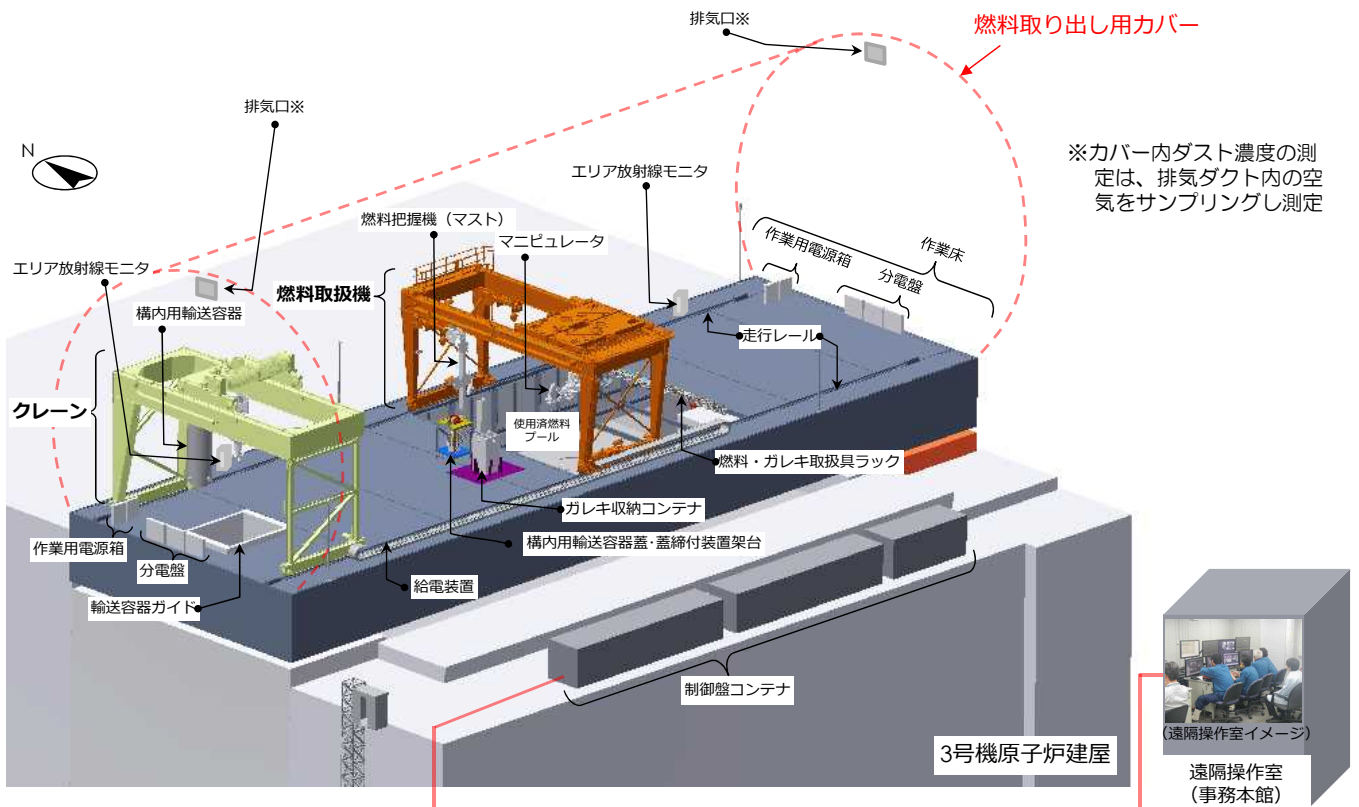 排気口※
燃料取り出し用カバー
排気口※
N
※カバー内ダスト濃度の測
定は、排気ダクト内の空
気をサンプリングし測定
エリア放射線モニタ
燃料把握機（マスト）
マニピュレータ
作業用電源箱
作業床
分電盤
エリア放射線モニタ
燃料取扱機
構内用輸送容器
走行レール
クレーン
使用済燃料
プール
燃料・ガレキ取扱具ラック
ガレキ収納コンテナ
作業用電源箱
構内用輸送容器蓋･蓋締付装置架台
分電盤
給電装置
輸送容器ガイド
制御盤コンテナ
（遠隔操作室イメージ）
3号機原子炉建屋
遠隔操作室
（事務本館）